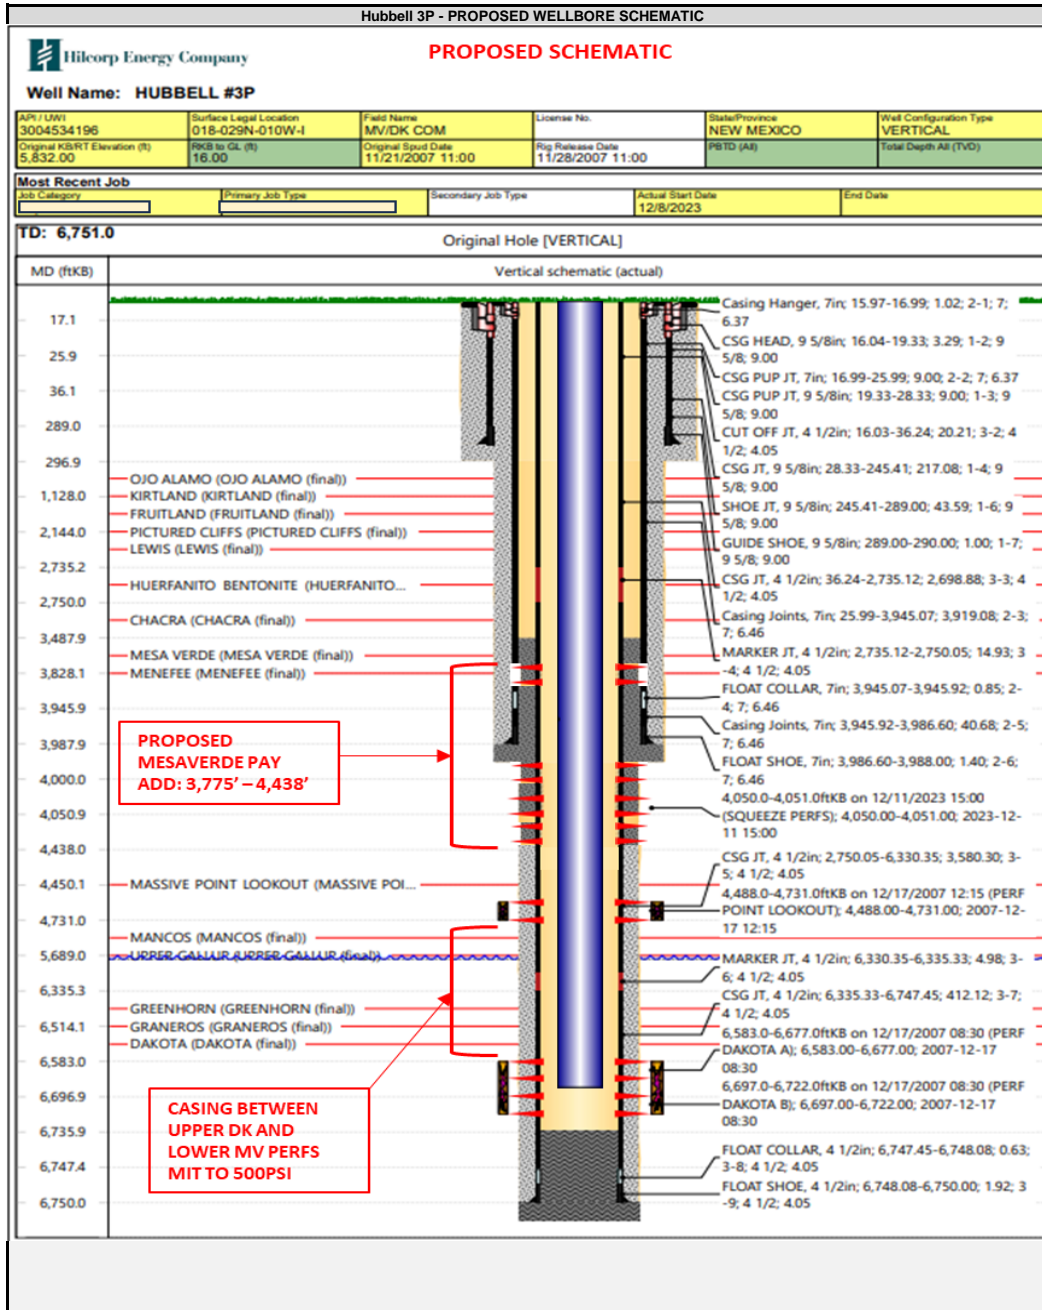 Hubbell 3P - PROPOSED WELLBORE SCHEMATIC
Hilcorp Energy Company
PROPOSED SCHEMATIC
Well Name: HUBBELL #3P
API / UWI
3004534196
Surface Legal Location
018-029N-010W-I
Field Name
MV/DK COM
License No.
State/Province
NEW MEXICO
Well Configuration Type
VERTICAL
Original KB/RT Elevation (ft)
5,832.00
RKB to GL (ft)
16.00
Original Spud Date
11/21/2007 11:00
Rig Release Date
11/28/2007 11:00
PBTD (All)
Total Depth All (TVD)
Most Recent Job
Job Category
Primary Job Type
Secondary Job Type
Actual Start Date
12/8/2023
End Date
TD: 6,751.0
Original Hole [VERTICAL]
MD (ftKB)
Vertical schematic (actual)
17.1
25.9
36.1
289.0
296.9
1,128.0
2,144.0
2,735.2
2,750.0
3,487.9
3,828.1
3,945.9
3,987.9
4,000.0
4,050.9
4,438.0
4,450.1
4,731.0
5,689.0
6,335.3
6,514.1
6,583.0
6,696.9
6,735.9
6,747.4
6,750.0
OJO ALAMO (OJO ALAMO (final))
KIRTLAND (KIRTLAND (final))
FRUITLAND (FRUITLAND (final))
PICTURED CLIFFS (PICTURED CLIFFS (final))
LEWIS (LEWIS (final))
HUERFANITO BENTONITE (HUERFANITO...
CHACRA (CHACRA (final))
MESA VERDE (MESA VERDE (final))
MENEFEE (MENEFEE (final))
PROPOSED
MESAVERDE PAY
ADD: 3,775' – 4,438'
MASSIVE POINT LOOKOUT (MASSIVE POI...
MANCOS (MANCOS (final))
UPPER GALLUP (UPPER GALLUP (final))
GREENHORN (GREENHORN (final))
GRANEROS (GRANEROS (final))
DAKOTA (DAKOTA (final))
CASING BETWEEN
UPPER DK AND
LOWER MV PERFS
MIT TO 500PSI
Casing Hanger, 7in; 15.97-16.99; 1.02; 2-1; 7;
6.37
CSG HEAD, 9 5/8in; 16.04-19.33; 3.29; 1-2; 9
5/8; 9.00
CSG PUP JT, 7in; 16.99-25.99; 9.00; 2-2; 7; 6.37
CSG PUP JT, 9 5/8in; 19.33-28.33; 9.00; 1-3; 9
5/8; 9.00
CUT OFF JT, 4 1/2in; 16.03-36.24; 20.21; 3-2; 4
1/2; 4.05
CSG JT, 9 5/8in; 28.33-245.41; 217.08; 1-4; 9
5/8; 9.00
SHOE JT, 9 5/8in; 245.41-289.00; 43.59; 1-6; 9
5/8; 9.00
GUIDE SHOE, 9 5/8in; 289.00-290.00; 1.00; 1-7;
9 5/8; 9.00
CSG JT, 4 1/2in; 36.24-2,735.12; 2,698.88; 3-3; 4
1/2; 4.05
Casing Joints, 7in; 25.99-3,945.07; 3,919.08; 2-3;
7; 6.46
MARKER JT, 4 1/2in; 2,735.12-2,750.05; 14.93; 3
-4; 4 1/2; 4.05
FLOAT COLLAR, 7in; 3,945.07-3,945.92; 0.85; 2-
4; 7; 6.46
Casing Joints, 7in; 3,945.92-3,986.60; 40.68; 2-5;
7; 6.46
FLOAT SHOE, 7in; 3,986.60-3,988.00; 1.40; 2-6;
7; 6.46
4,050.0-4,051.0ftKB on 12/11/2023 15:00
(SQUEEZE PERFS); 4,050.00-4,051.00; 2023-12-
11 15:00
CSG JT, 4 1/2in; 2,750.05-6,330.35; 3,580.30; 3-
5; 4 1/2; 4.05
4,488.0-4,731.0ftKB on 12/17/2007 12:15 (PERF
POINT LOOKOUT); 4,488.00-4,731.00; 2007-12-
17 12:15
MARKER JT, 4 1/2in; 6,330.35-6,335.33; 4.98; 3-
6; 4 1/2; 4.05
CSG JT, 4 1/2in; 6,335.33-6,747.45; 412.12; 3-7;
4 1/2; 4.05
6,583.0-6,677.0ftKB on 12/17/2007 08:30 (PERF
DAKOTA A); 6,583.00-6,677.00; 2007-12-17
08:30
6,697.0-6,722.0ftKB on 12/17/2007 08:30 (PERF
DAKOTA B); 6,697.00-6,722.00; 2007-12-17
08:30
FLOAT COLLAR, 4 1/2in; 6,747.45-6,748.08; 0.63;
3-8; 4 1/2; 4.05
FLOAT SHOE, 4 1/2in; 6,748.08-6,750.00; 1.92; 3
-9; 4 1/2; 4.05